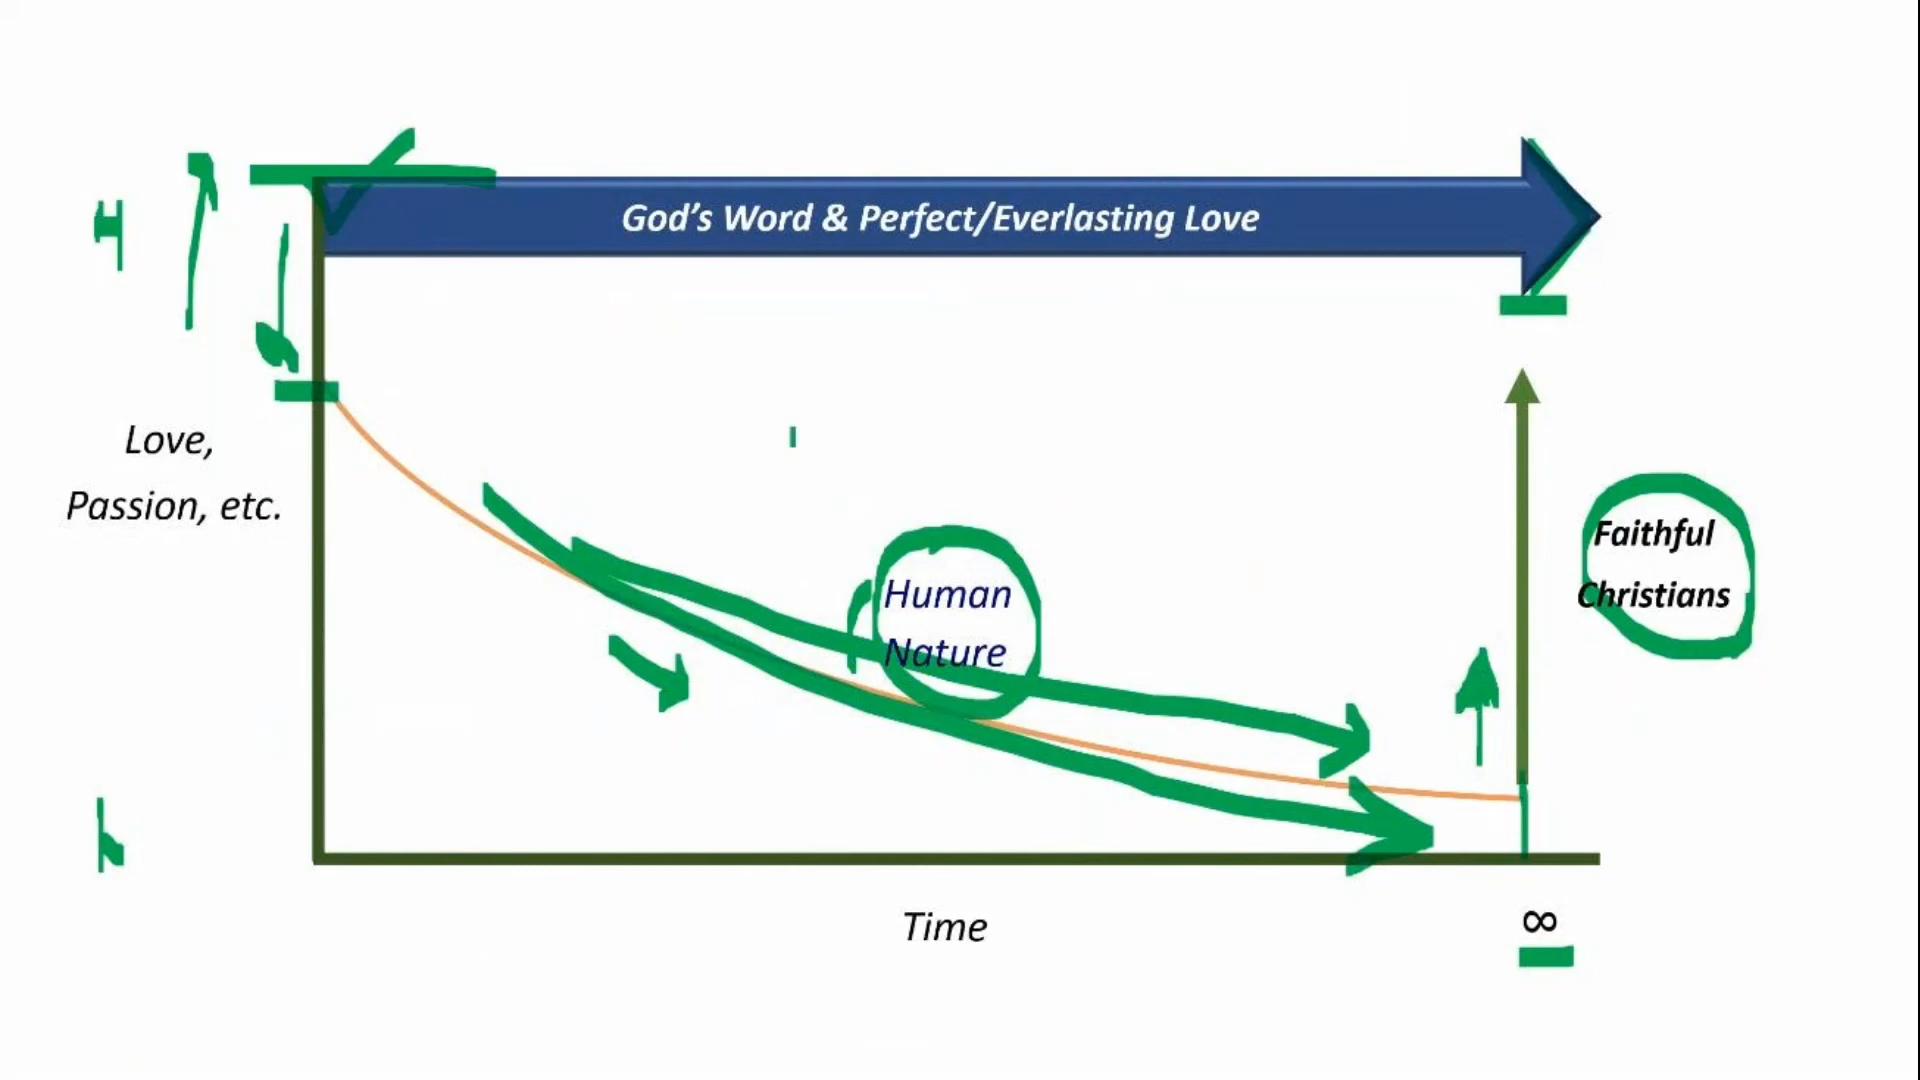 God's Word & Perfect/Everlasting Love
Love,
Passion, etc.
Human
Nature
Faithful
Christians
Time
∞